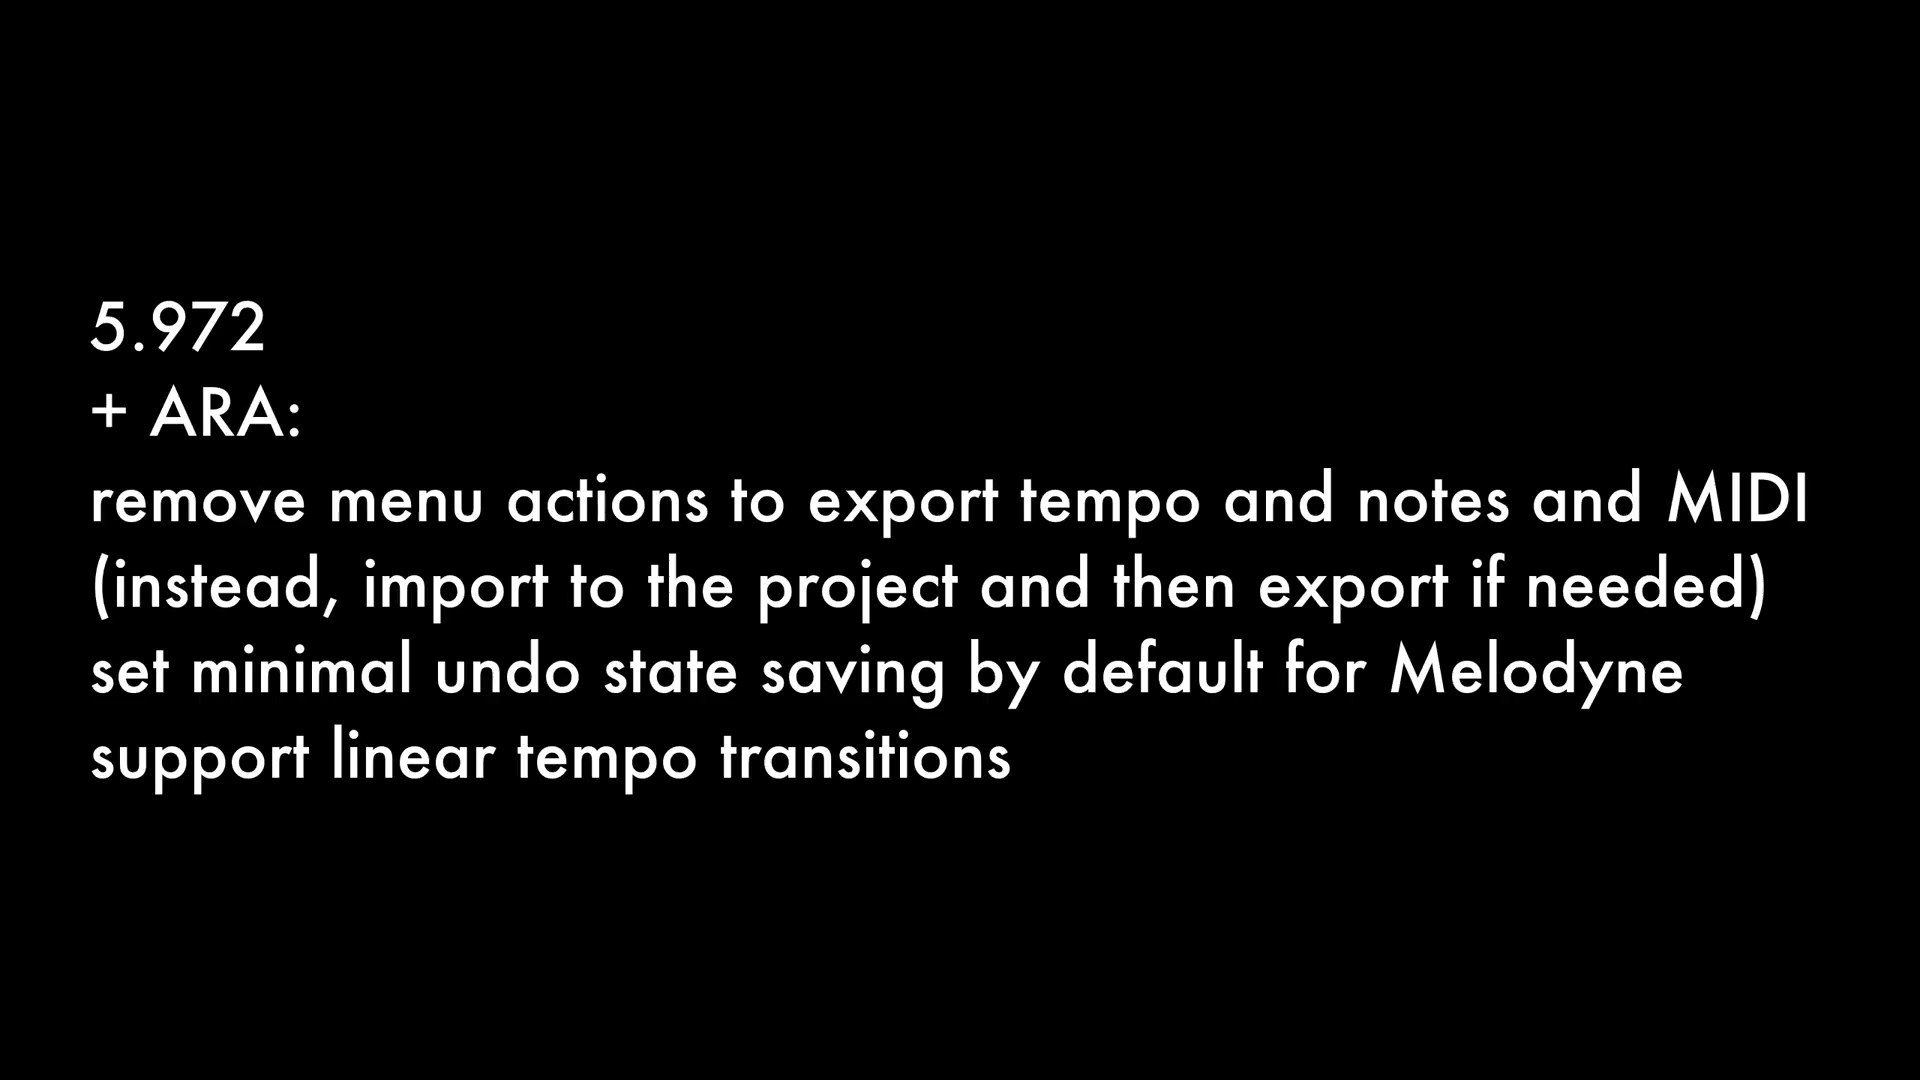 5.972
+ ARA:
remove menu actions to export tempo and notes and MIDI
(instead, import to the project and then export if needed)
set minimal undo state saving by default for Melodyne
support linear tempo transitions